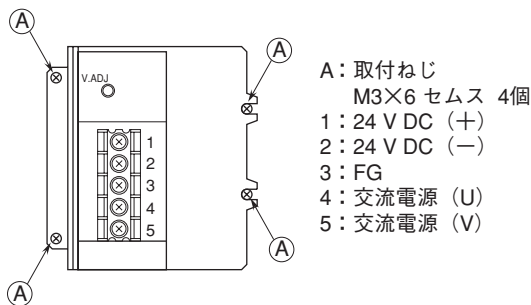 A
A
V.ADJ
1
2
3
4
5
A
A
A：取付ねじ
M3×6 セムス 4個
1：24 V DC（＋）
2：24 V DC（－）
3：FG
4：交流電源（U）
5：交流電源（V）